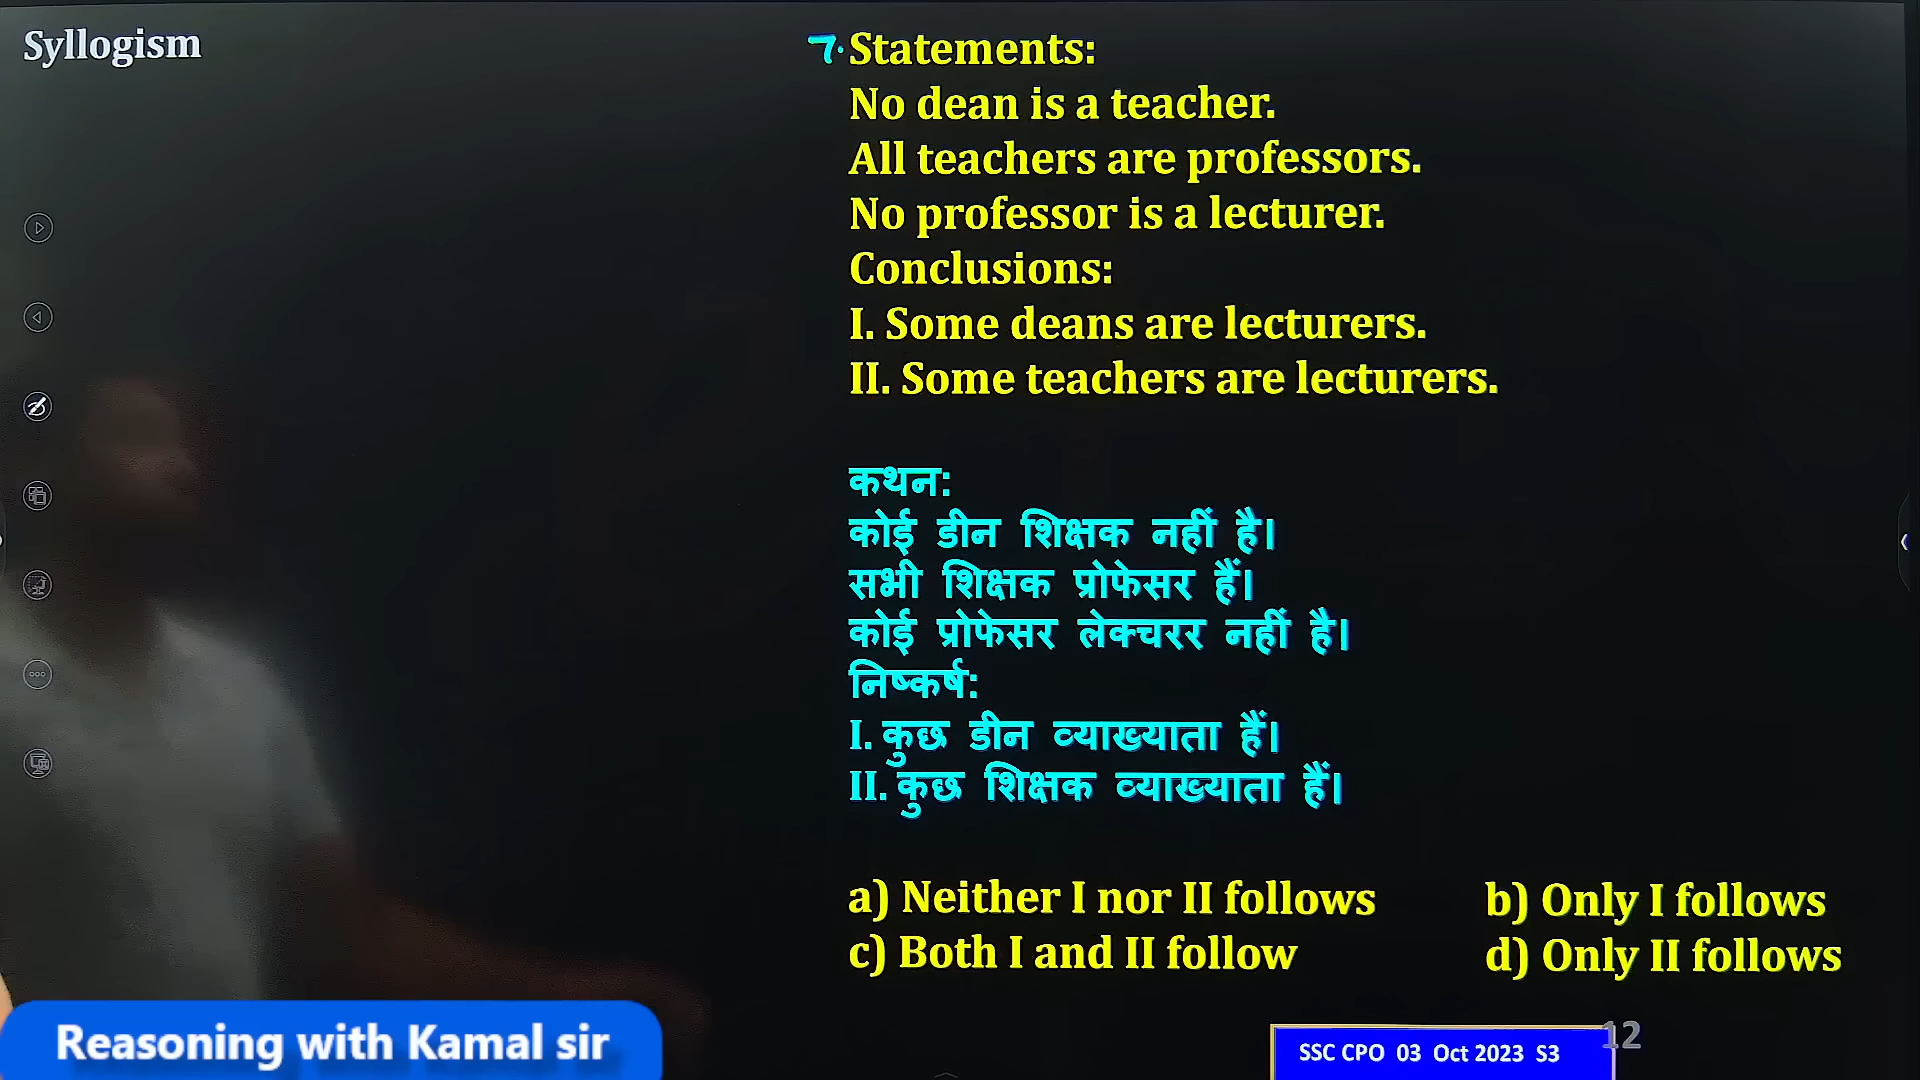 Syllogism
7. Statements:
No dean is a teacher.
All teachers are professors.
No professor is a lecturer.
Conclusions:
I. Some deans are lecturers.
II. Some teachers are lecturers.
कथन:
कोई डीन शिक्षक नहीं है।
सभी शिक्षक प्रोफेसर हैं।
कोई प्रोफेसर लेक्चरर नहीं है।
निष्कर्ष:
I. कुछ डीन व्याख्याता हैं।
II. कुछ शिक्षक व्याख्याता हैं।
a) Neither I nor II follows b) Only I follows
c) Both I and II follow d) Only II follows
Reasoning with Kamal sir
SSC CPO 03 Oct 2023 S3
12